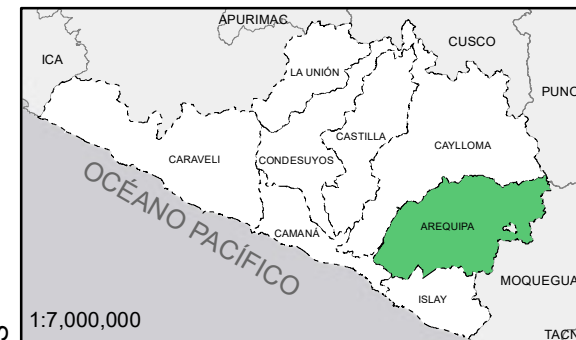 APURIMAC
CUSCO
ICA
LA UNIÓN
PUNO
CASTILLA
CARAVELI
CONDESUYOS
CAYLLOMA
OCÉANO PACÍFICO
AREQUIPA
CAMANÁ
MOQUEGUA
ISLAY
1:7,000,000
TACN
S